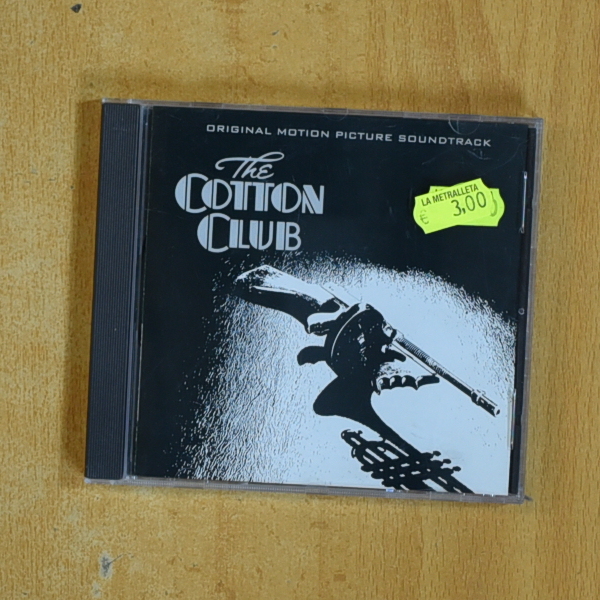 ORIGINAL MOTION PICTURE SOUNDTRACK
The
COTTON
CLUB
LA METRALLETA
€ 3,00